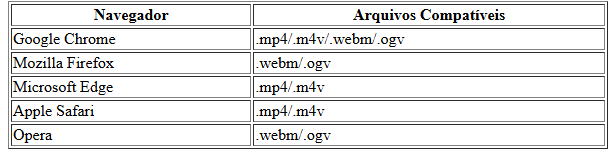 Navegador Arquivos Compatíveis
Google Chrome .mp4/.m4v/.webm/.ogv
Mozilla Firefox .webm/.ogv
Microsoft Edge .mp4/.m4v
Apple Safari .mp4/.m4v
Opera .webm/.ogv